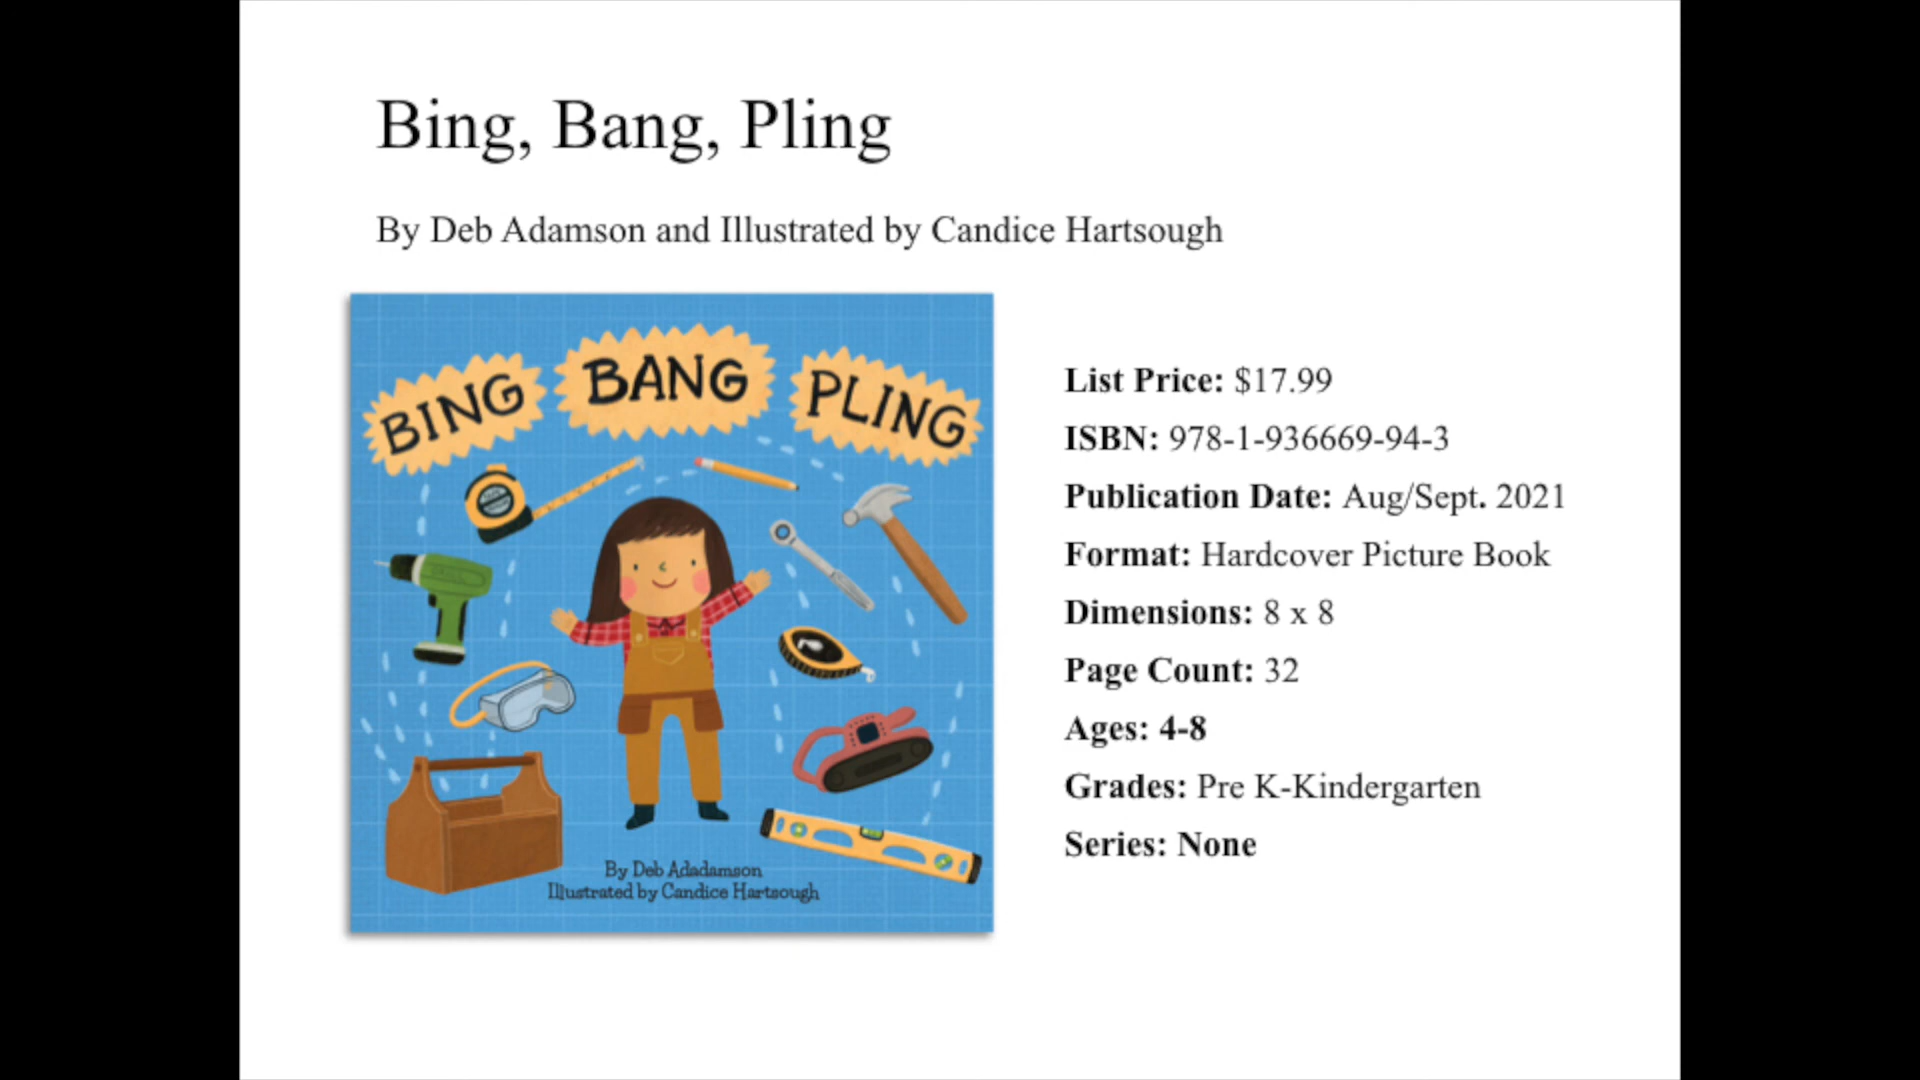 Bing, Bang, Pling
By Deb Adamson and Illustrated by Candice Hartsough
BING BANG PLING
By Deb Adadamson
Illustrated by Candice Hartsough
List Price: $17.99
ISBN: 978-1-936669-94-3
Publication Date: Aug/Sept. 2021
Format: Hardcover Picture Book
Dimensions: 8 x 8
Page Count: 32
Ages: 4-8
Grades: Pre K-Kindergarten
Series: None